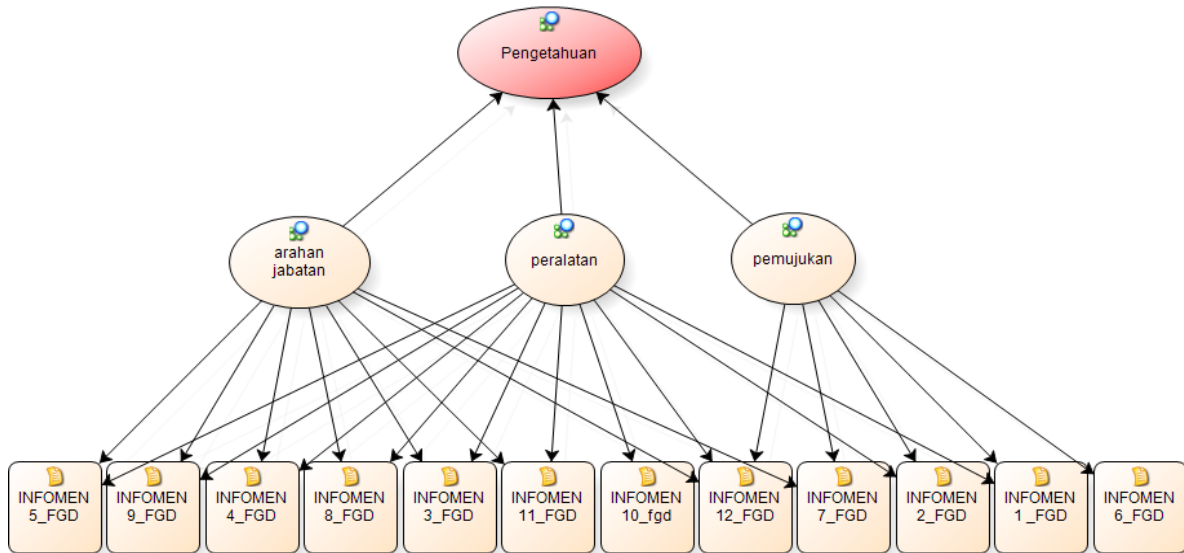 Pengetahuan
arahan
jabatan
peralatan
pemujukan
INFOMEN
5_FGD
INFOMEN
9_FGD
INFOMEN
4_FGD
INFOMEN
8_FGD
INFOMEN
3_FGD
INFOMEN
11_FGD
INFOMEN
10_fgd
INFOMEN
12_FGD
INFOMEN
7_FGD
INFOMEN
2_FGD
INFOMEN
1 _FGD
INFOMEN
6_FGD